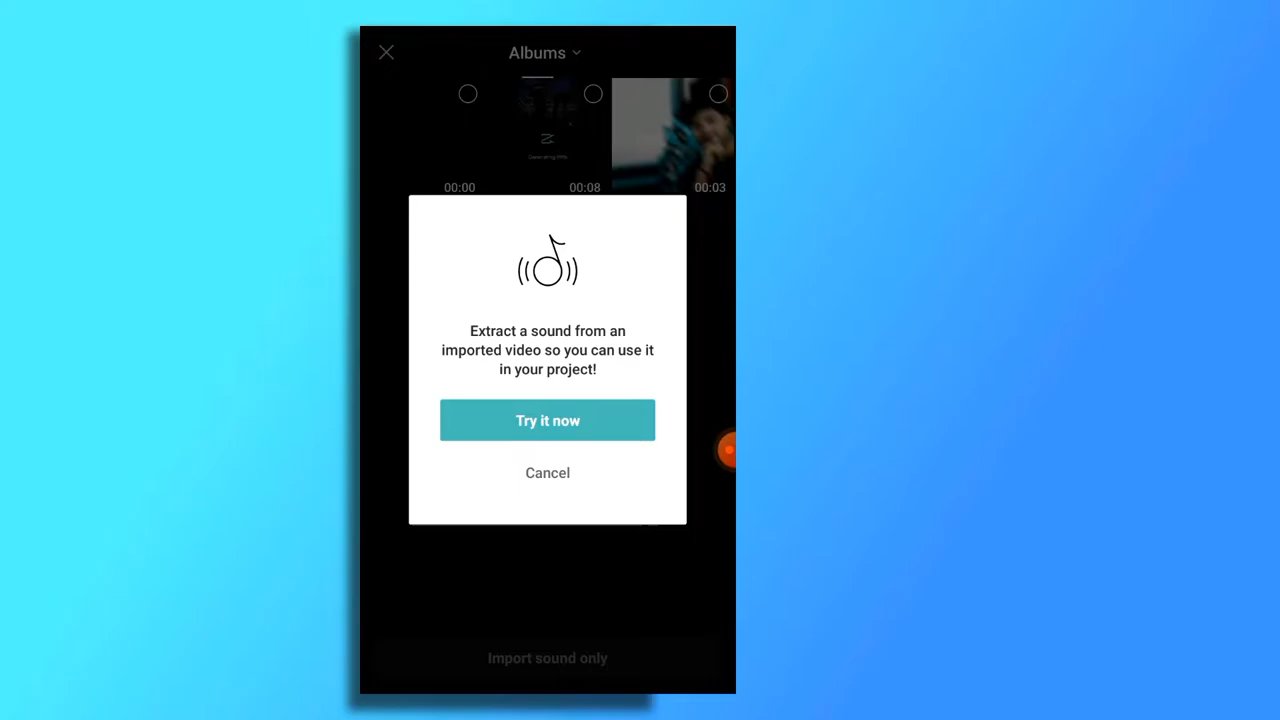 Albums
00:00
00:08
00:03
Extract a sound from an
imported video so you can use it
in your project!
Try it now
Cancel
Import sound only